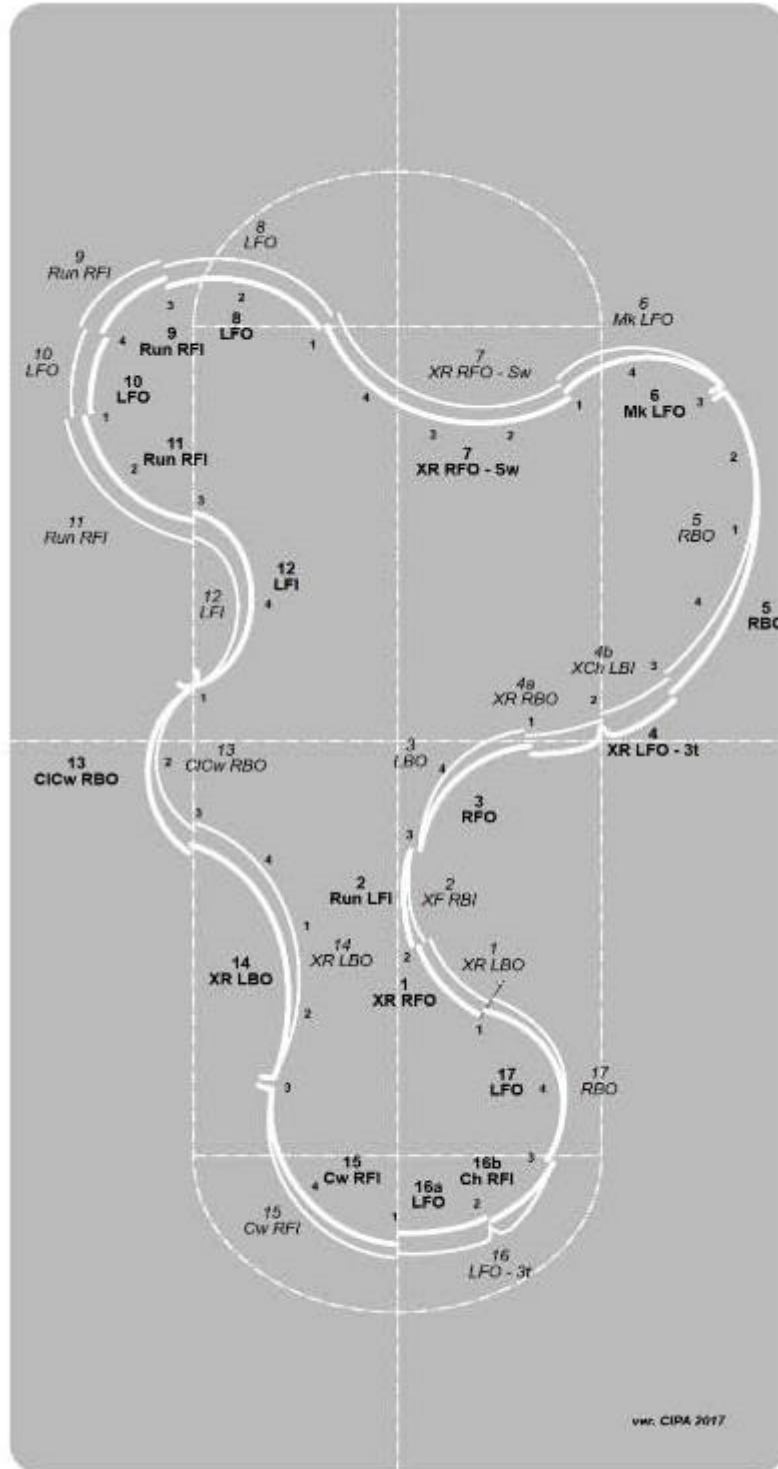 8
LFO
9
Run RFI
6
Mk LFO
3
2
8
LFO
9
Run RFI
4
1
10
LFO
7
XR RFO - Sw
4
6
Mk LFO
3
10
LFO
4
1
1
3
2
7
XR RFO - Sw
11
Run RFI
2
2
3
11
Run RFI
5
RBO
1
12
LFI
12
LFI
4
4
5
RBO
4b
XCh LBI
3
4a
XR RBO
2
1
1
4
XR LFO - 3t
13
ClCw RBO
2
13
ClCw RBO
3
LBO
4
3
RFO
3
3
4
2
Run LFI
2
XF RBI
1
14
XR LBO
14
XR LBO
2
1
XR LBO
1
XR RFO
2
1
3
17
LFO
4
17
RBO
15
Cw RFI
4
16a
LFO
16b
Ch RFI
3
2
1
15
Cw RFI
16
LFO - 3t
ver. CIPA 2017